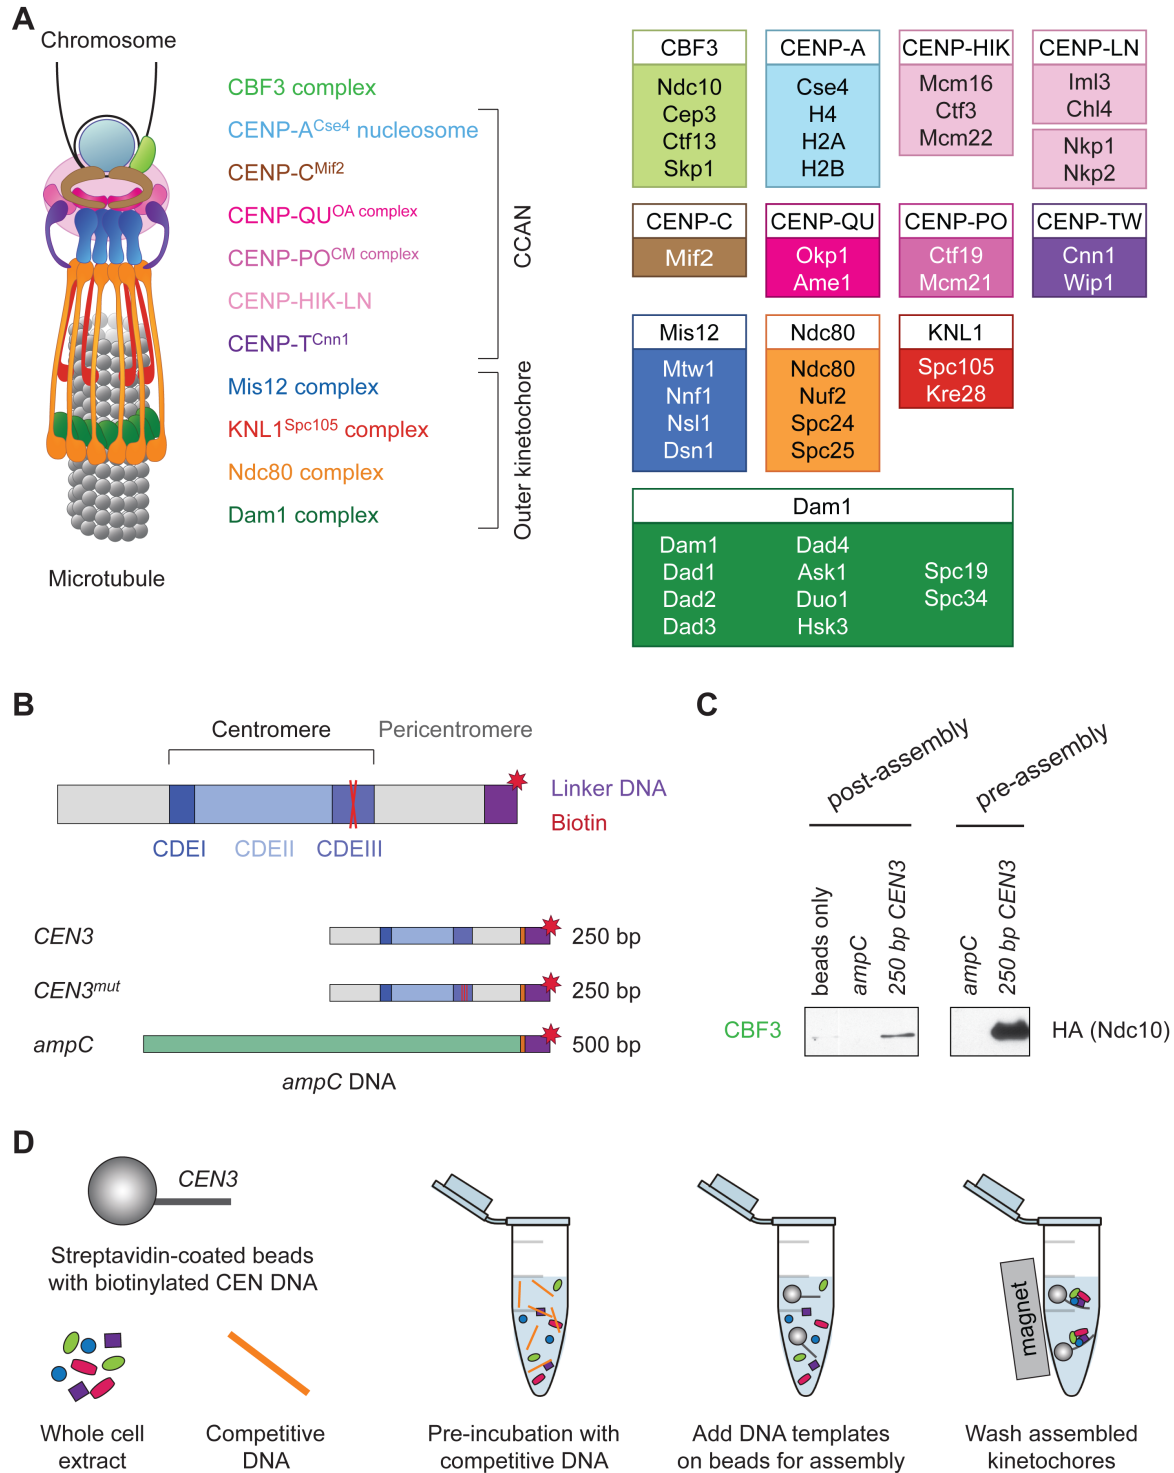 A
Chromosome
CBF3 complex
CENP-A^Cse4 nucleosome
CENP-C^Mif2
CENP-QU^OA complex
CENP-PO^CM complex
CENP-HIK-LN
CENP-T^Cnn1
Mis12 complex
KNL1^Spc105 complex
Ndc80 complex
Dam1 complex
CCAN
Outer kinetochore
Microtubule
CBF3
Ndc10
Cep3
Ctf13
Skp1
CENP-A
Cse4
H4
H2A
H2B
CENP-HIK
Mcm16
Ctf3
Mcm22
CENP-LN
Iml3
Chl4
Nkp1
Nkp2
CENP-C
Mif2
CENP-QU
Okp1
Ame1
CENP-PO
Ctf19
Mcm21
CENP-TW
Cnn1
Wip1
Mis12
Mtw1
Nnf1
Nsl1
Dsn1
Ndc80
Ndc80
Nuf2
Spc24
Spc25
KNL1
Spc105
Kre28
Dam1
Dam1
Dad1
Dad2
Dad3
Dad4
Ask1
Duo1
Hsk3
Spc19
Spc34
B
Centromere
Pericentromere
Linker DNA
Biotin
CDEI
CDEII
CDEIII
CEN3
250 bp
CEN3^mut
250 bp
ampC
500 bp
ampC DNA
C
post-assembly
pre-assembly
beads only
ampC
250 bp CEN3
ampC
250 bp CEN3
CBF3
HA (Ndc10)
D
CEN3
Streptavidin-coated beads
with biotinylated CEN DNA
Whole cell
extract
Competitive
DNA
Pre-incubation with
competitive DNA
Add DNA templates
on beads for assembly
magnet
Wash assembled
kinetochores